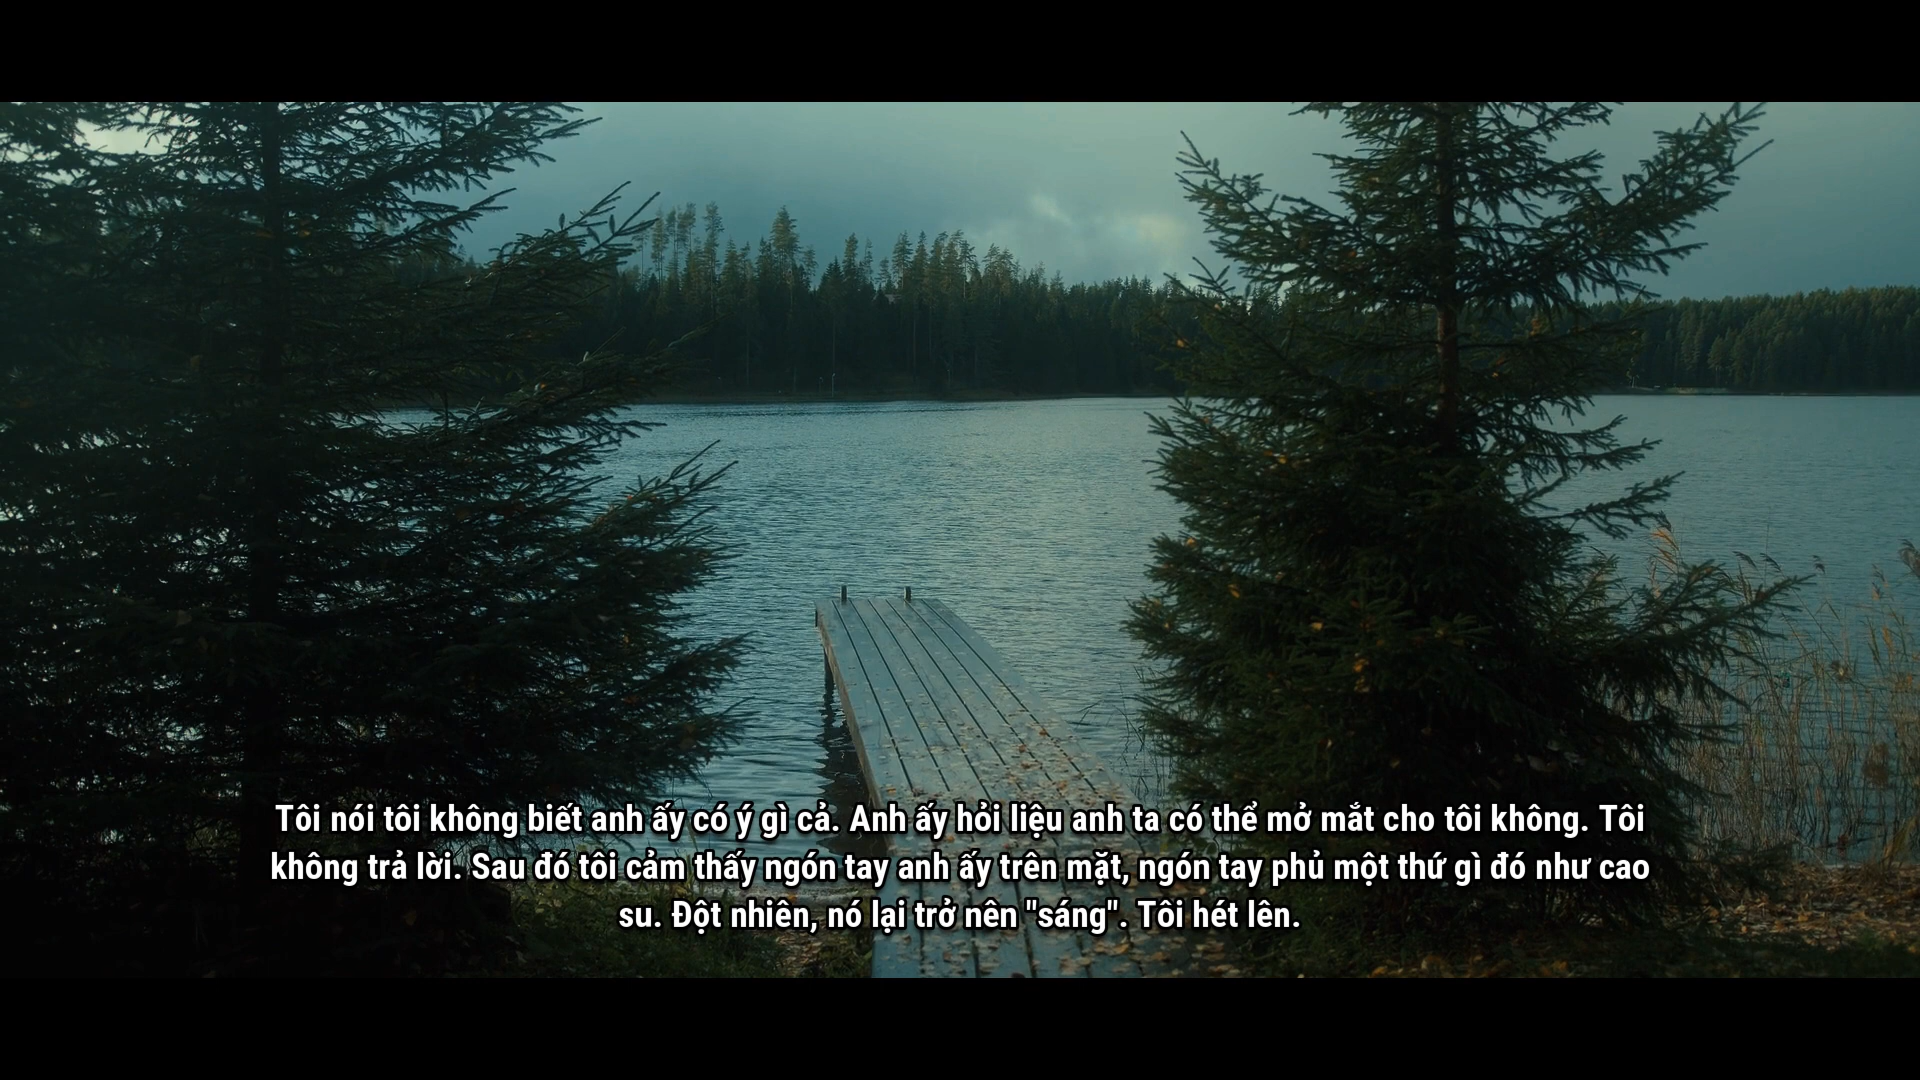 Tôi nói tôi không biết anh ấy có ý gì cả. Anh ấy hỏi liệu anh ta có thể mở mắt cho tôi không. Tôi
không trả lời. Sau đó tôi cảm thấy ngón tay anh ấy trên mặt, ngón tay phủ một thứ gì đó như cao
su. Đột nhiên, nó lại trở nên "sáng". Tôi hét lên.